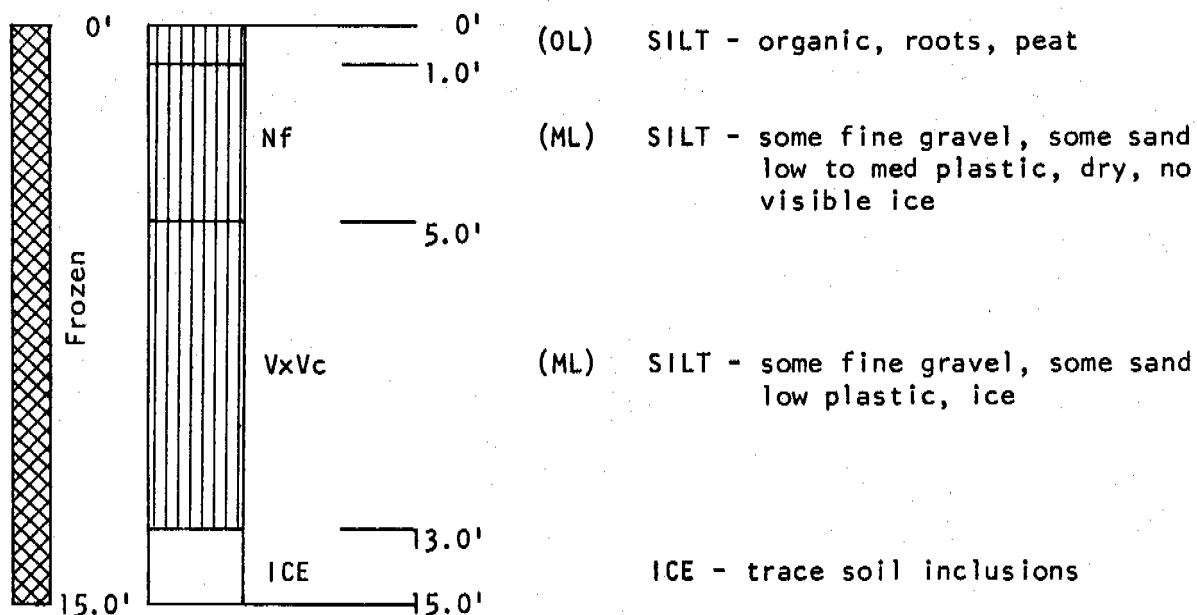 0' 0' (OL) SILT - organic, roots, peat
1.0'
Nf (ML) SILT - some fine gravel, some sand
low to med plastic, dry, no
visible ice
5.0'
Frozen
VxVc (ML) SILT - some fine gravel, some sand
low plastic, ice
13.0'
ICE ICE - trace soil inclusions
15.0' 15.0'